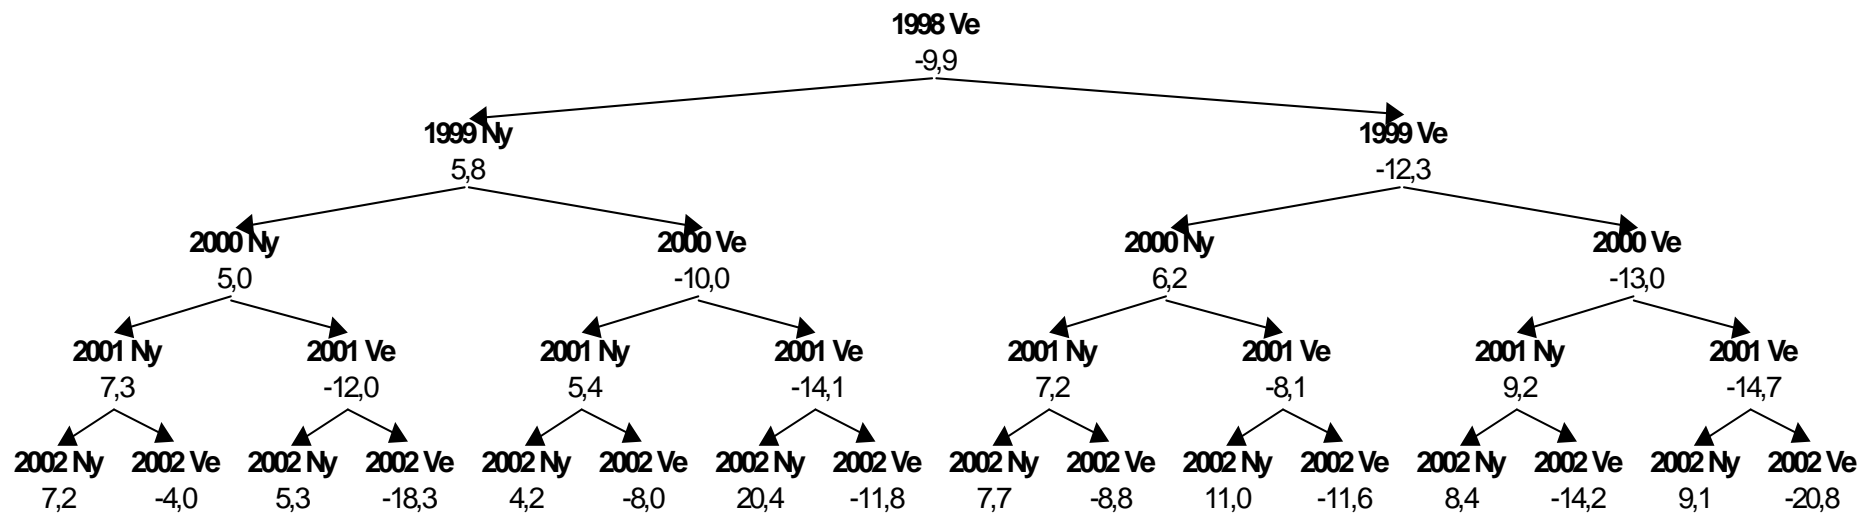 1998 Ve
-9,9
1999 Ny 1999 Ve
5,8 -12,3
2000 Ny 2000 Ve 2000 Ny 2000 Ve
5,0 -10,0 6,2 -13,0
2001 Ny 2001 Ve 2001 Ny 2001 Ve 2001 Ny 2001 Ve 2001 Ny 2001 Ve
7,3 -12,0 5,4 -14,1 7,2 -8,1 9,2 -14,7
2002 Ny 2002 Ve 2002 Ny 2002 Ve 2002 Ny 2002 Ve 2002 Ny 2002 Ve 2002 Ny 2002 Ve 2002 Ny 2002 Ve 2002 Ny 2002 Ve 2002 Ny 2002 Ve
7,2 -4,0 5,3 -18,3 4,2 -8,0 20,4 -11,8 7,7 -8,8 11,0 -11,6 8,4 -14,2 9,1 -20,8